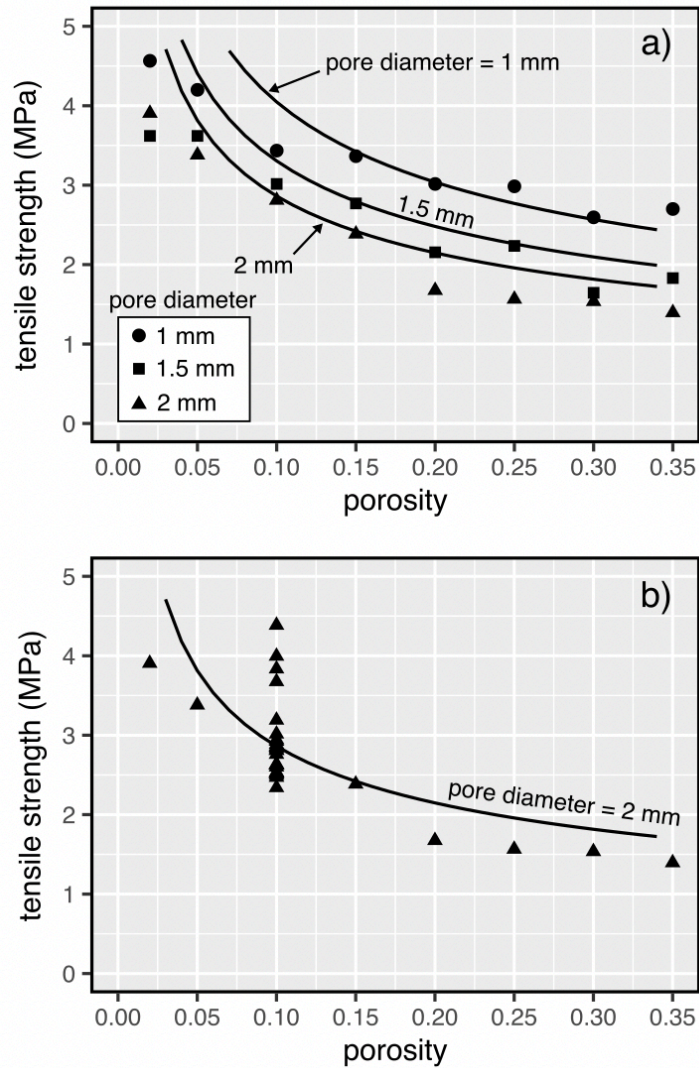 a)
5
pore diameter = 1 mm
4
3
1.5 mm
2 mm
2
pore diameter
1 mm
1.5 mm
2 mm
1
0
tensile strength (MPa)
0.00 0.05 0.10 0.15 0.20 0.25 0.30 0.35
porosity
b)
5
4
3
pore diameter = 2 mm
2
1
0
tensile strength (MPa)
0.00 0.05 0.10 0.15 0.20 0.25 0.30 0.35
porosity